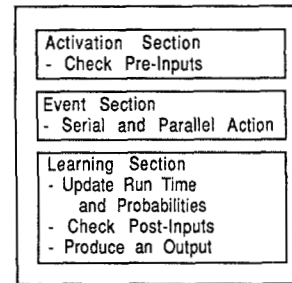 Activation Section
- Check Pre-Inputs
Event Section
- Serial and Parallel Action
Learning Section
- Update Run Time
and Probabilities
- Check Post-Inputs
- Produce an Output